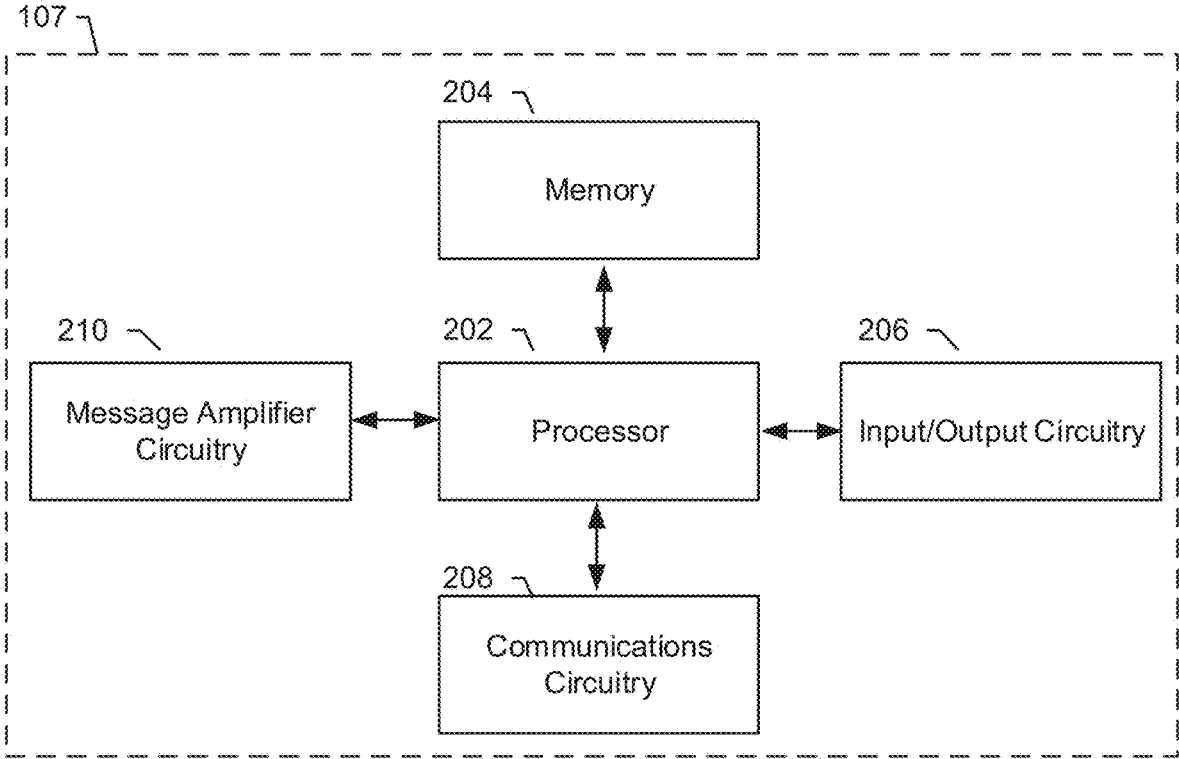 107
204
Memory
210
202
206
Message Amplifier
Circuitry
Processor
Input/Output Circuitry
208
Communications
Circuitry